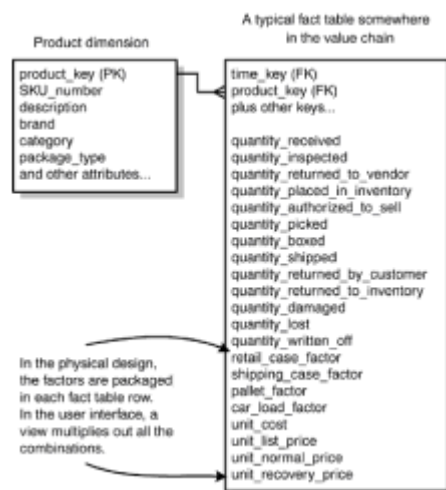 A typical fact table somewhere
in the value chain
Product dimension
product_key (PK)
SKU_number
description
brand
category
package_type
and other attributes...
time_key (FK)
product_key (FK)
plus other keys...
quantity_received
quantity_inspected
quantity_returned_to_vendor
quantity_placed_in_inventory
quantity_authorized_to_sell
quantity_picked
quantity_boxed
quantity_shipped
quantity_returned_by_customer
quantity_returned_to_inventory
quantity_damaged
quantity_lost
quantity_written_off
retail_case_factor
shipping_case_factor
pallet_factor
car_load_factor
unit_cost
unit_list_price
unit_normal_price
unit_recovery_price
In the physical design,
the factors are packaged
in each fact table row.
In the user interface, a
view multiplies out all the
combinations.